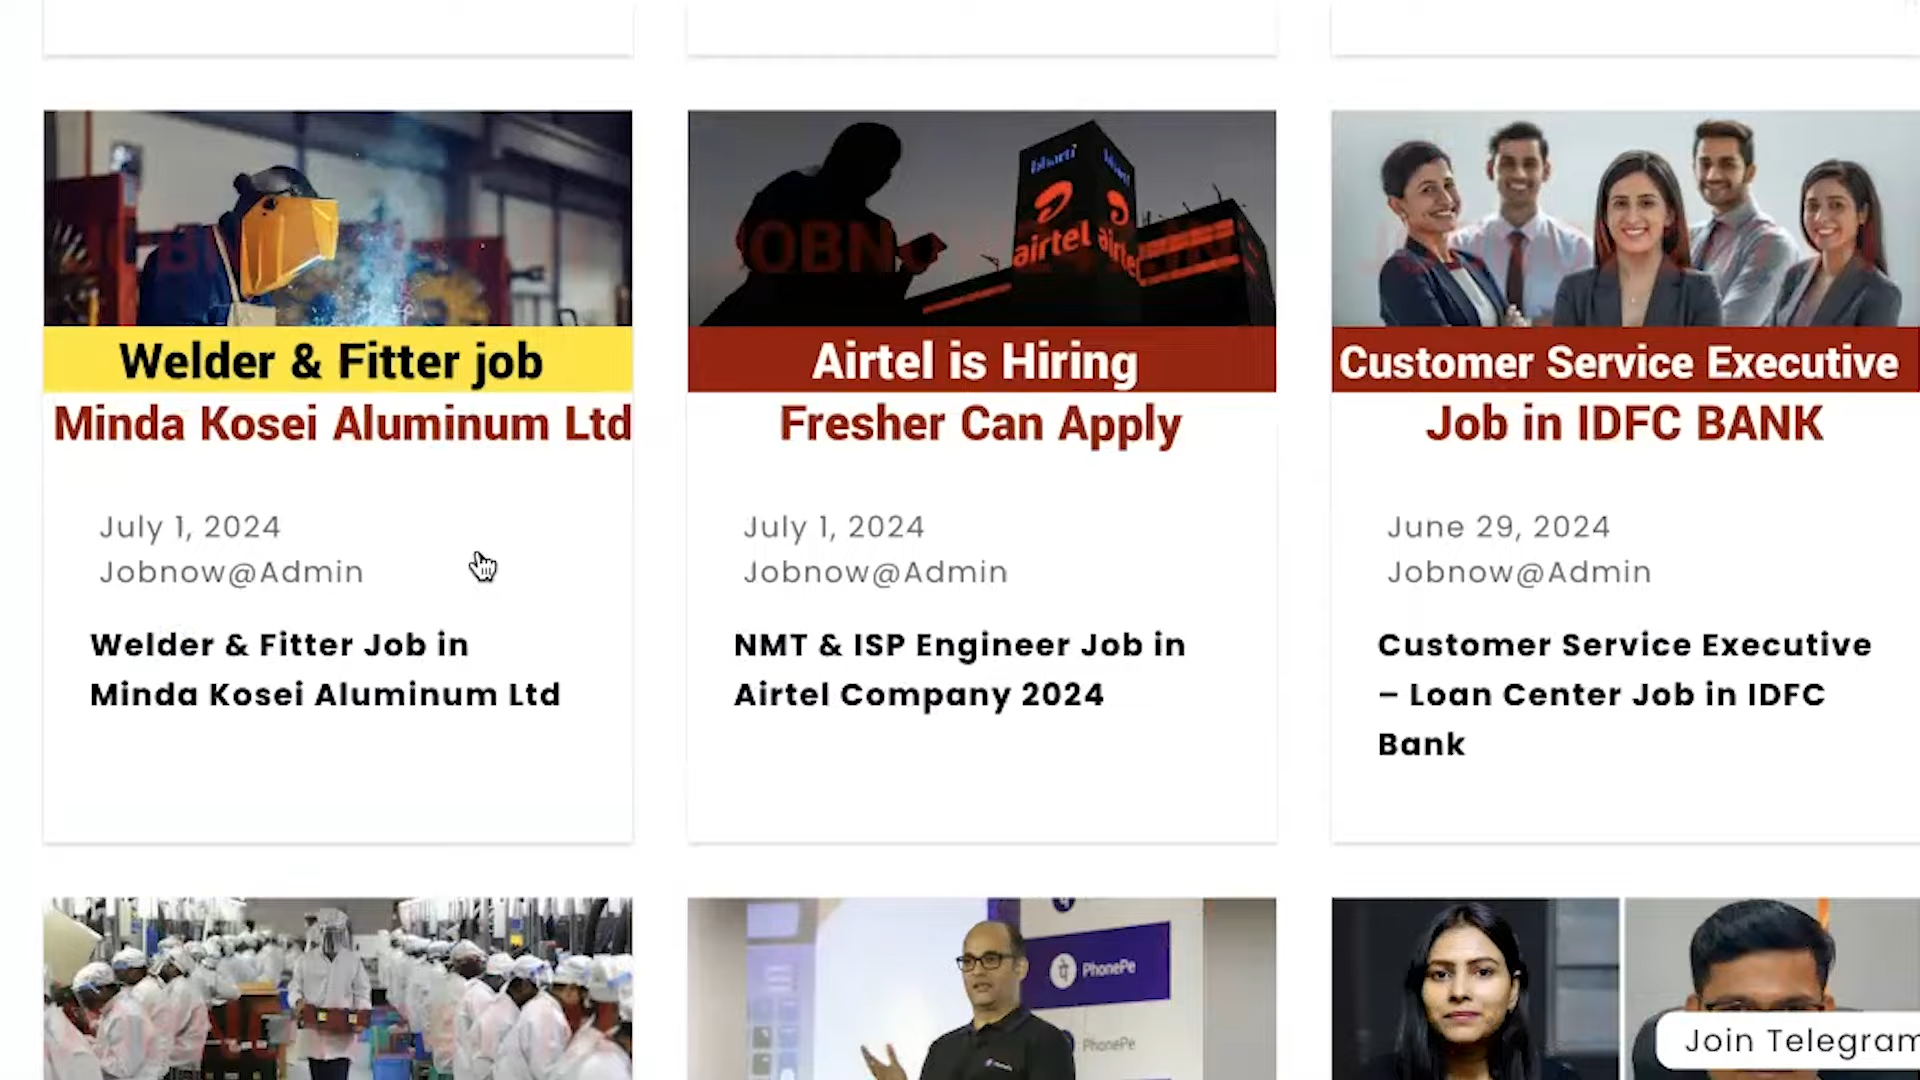 bharti
airtel
airtel
Welder & Fitter job
Minda Kosei Aluminum Ltd
July 1, 2024
Jobnow@Admin
Welder & Fitter Job in
Minda Kosei Aluminum Ltd
Airtel is Hiring
Fresher Can Apply
July 1, 2024
Jobnow@Admin
NMT & ISP Engineer Job in
Airtel Company 2024
Customer Service Executive
Job in IDFC BANK
June 29, 2024
Jobnow@Admin
Customer Service Executive
– Loan Center Job in IDFC
Bank
PhonePe
PhonePe
Join Telegram